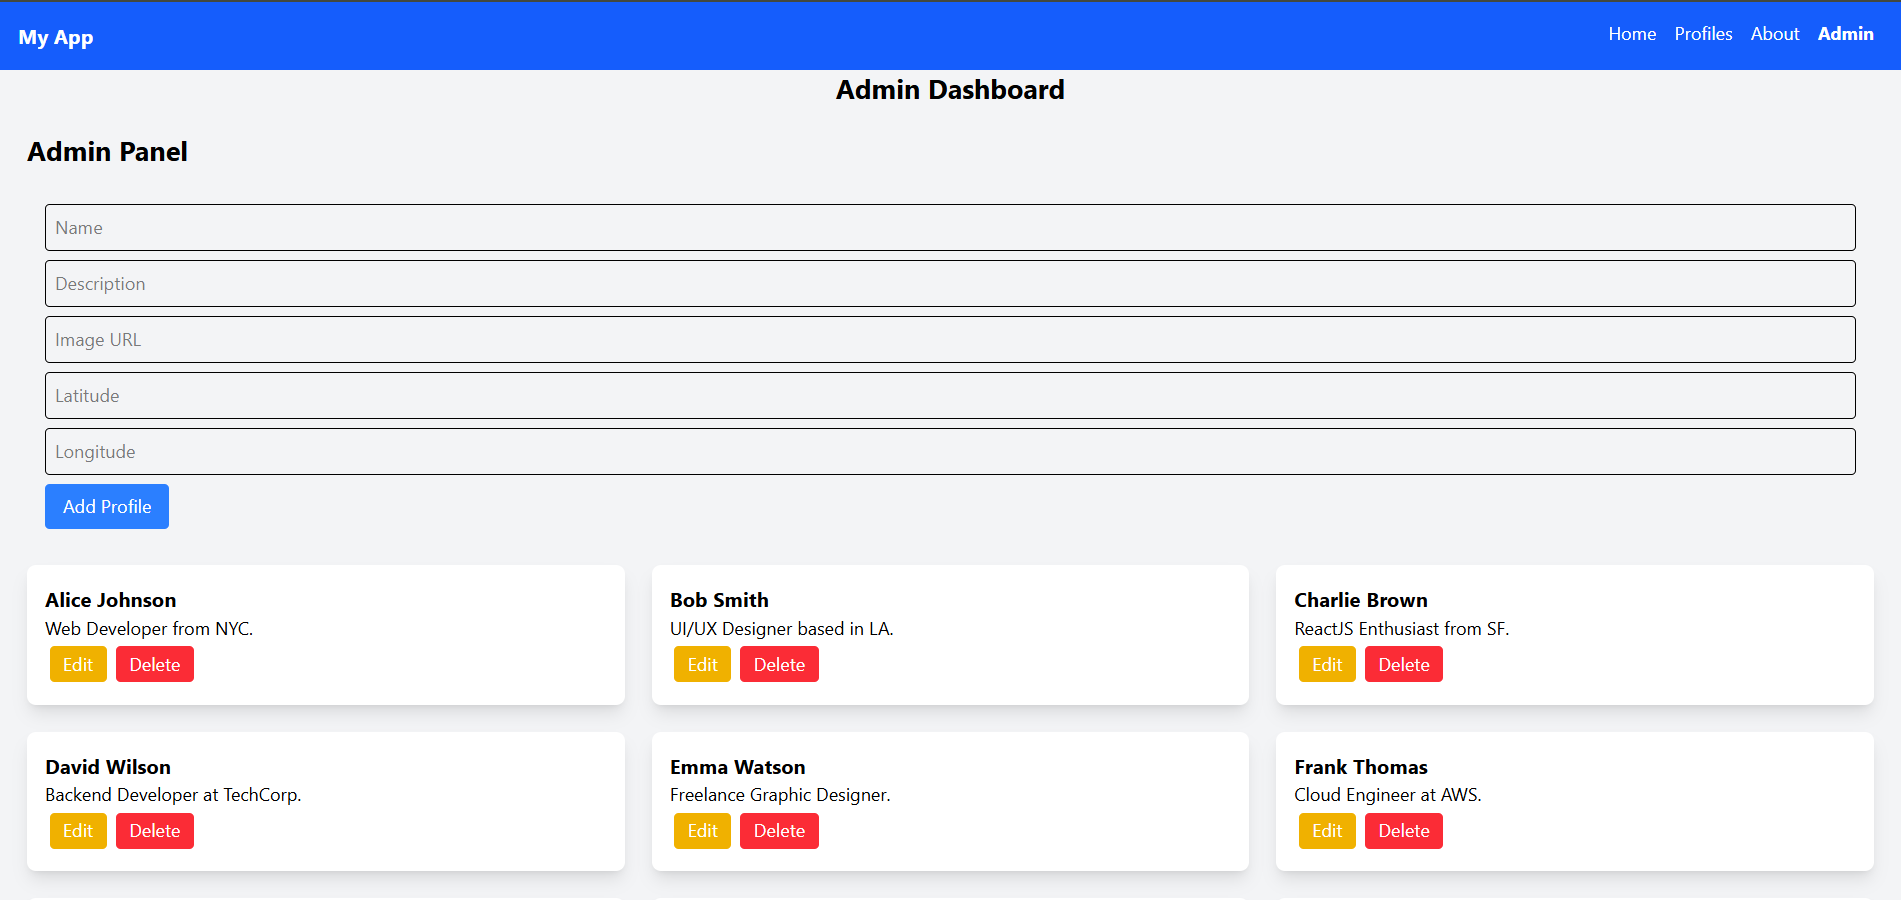 My App
Home Profiles About Admin
Admin Dashboard
Admin Panel
Name
Description
Image URL
Latitude
Longitude
Add Profile
Alice Johnson
Web Developer from NYC.
Edit Delete
Bob Smith
UI/UX Designer based in LA.
Edit Delete
Charlie Brown
ReactJS Enthusiast from SF.
Edit Delete
David Wilson
Backend Developer at TechCorp.
Edit Delete
Emma Watson
Freelance Graphic Designer.
Edit Delete
Frank Thomas
Cloud Engineer at AWS.
Edit Delete